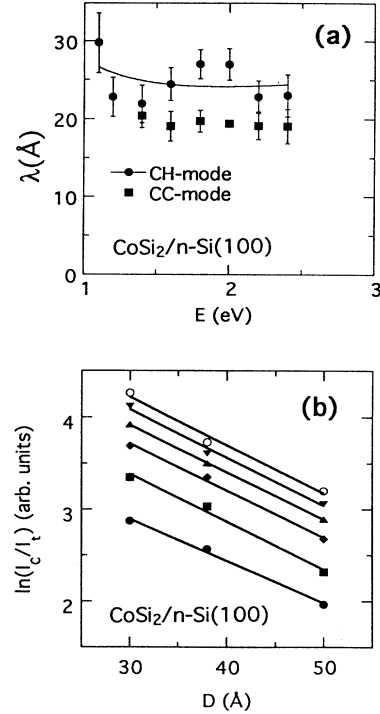 (a)
30
20
10
0
λ(Å)
CH-mode
CC-mode
CoSi₂/n-Si(100)
1
2
3
E (eV)
(b)
4
3
2
ln(I_c/I_t) (arb. units)
CoSi₂/n-Si(100)
30
40
50
D (Å)